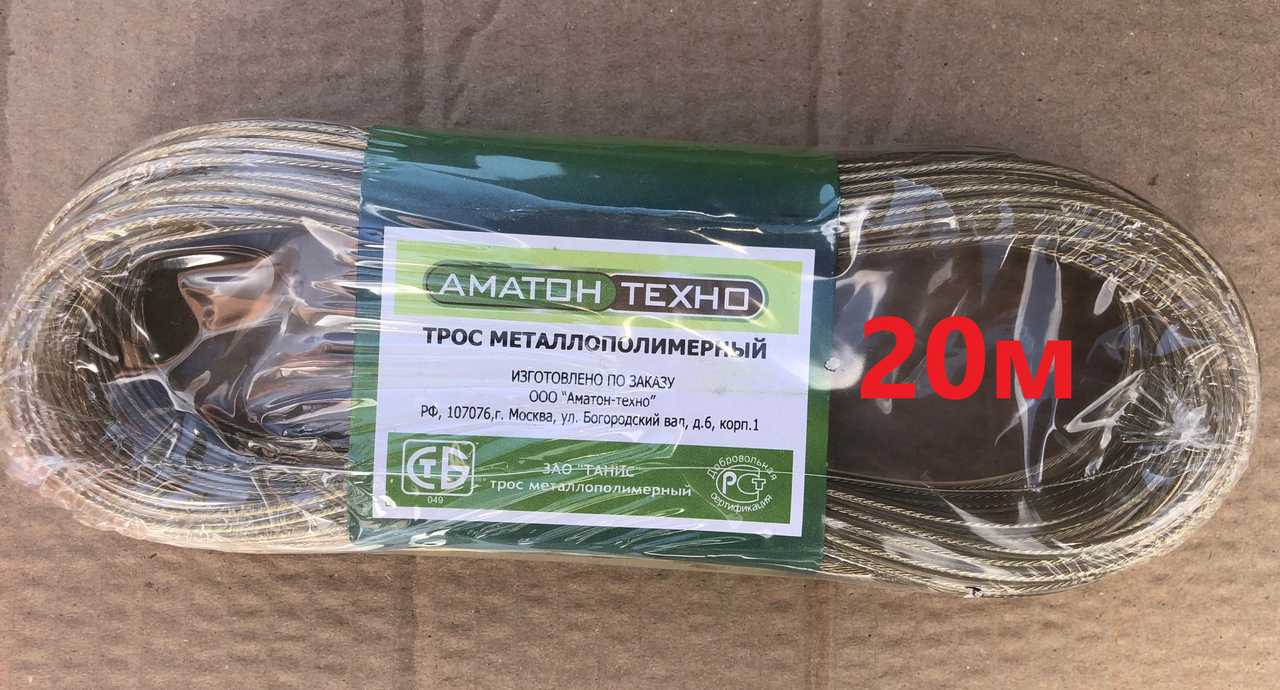 АМАТОН ТЕХНО
ТРОС МЕТАЛЛОПОЛИМЕРНЫЙ
20м
ИЗГОТОВЛЕНО ПО ЗАКАЗУ
ООО "Аматон-техно"
РФ, 107076,г. Москва, ул. Богородский вал, д.6, корп.1
СТБ
049
ЗАО "ТАНИС"
трос металлополимерный
Добровольная
РСТ
сертификация